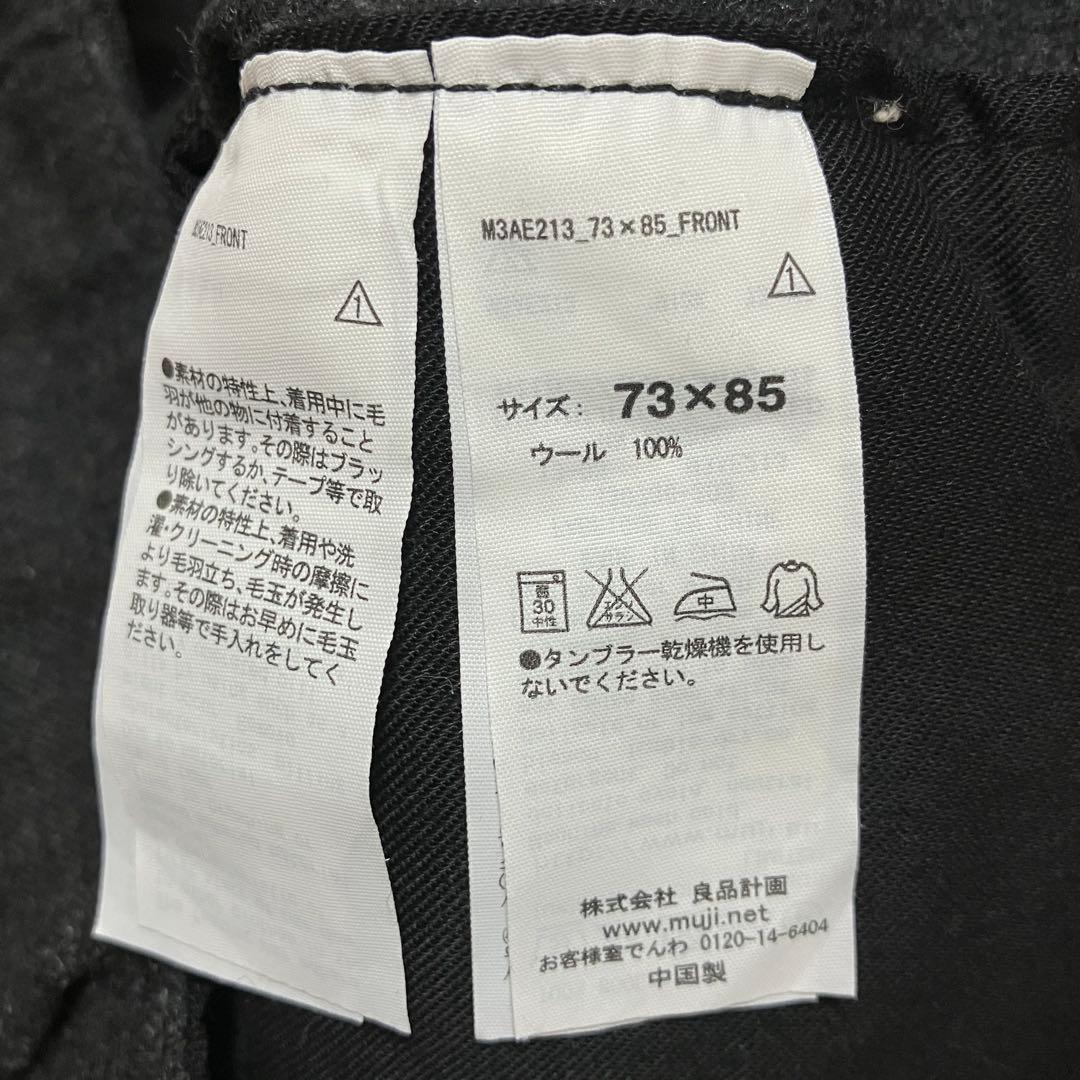 M3AE213_FRONT
1
●素材の特性上、着用中に毛
羽が他の物に付着すること
があります。その際はブラッ
シングするか、テープ等で取
り除いてください。
●素材の特性上、着用や洗
濯・クリーニング時の摩擦に
より毛羽立ち、毛玉が発生し
ます。その際はお早めに毛玉
取り器等で手入れをしてく
ださい。
M3AE213_73×85_FRONT
1
サイズ: 73×85
ウール 100%
弱
30
中性
エンソ
サラシ
中
●タンブラー乾燥機を使用し
ないでください。
株式会社 良品計画
www.muji.net
お客様室でんわ 0120-14-6404
中国製